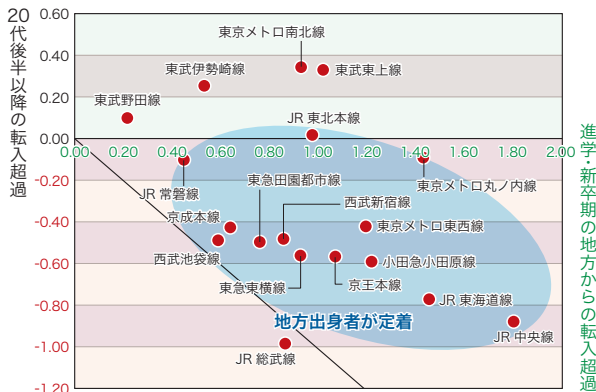 20代後半以降の転入超過
0.60
0.40
0.20
0.00
-0.20
-0.40
-0.60
-0.80
-1.00
-1.20
0.00 0.20 0.40 0.60 0.80 1.00 1.20 1.40 1.60 1.80 2.00
東京メトロ南北線
東武伊勢崎線
東武東上線
東武野田線
JR 東北本線
JR 常磐線
東急田園都市線
東京メトロ丸ノ内線
京成本線
西武新宿線
東京メトロ東西線
西武池袋線
小田急小田原線
東急東横線
京王本線
JR 東海道線
地方出身者が定着
JR 中央線
JR 総武線
進学・新卒期の地方からの転入超過